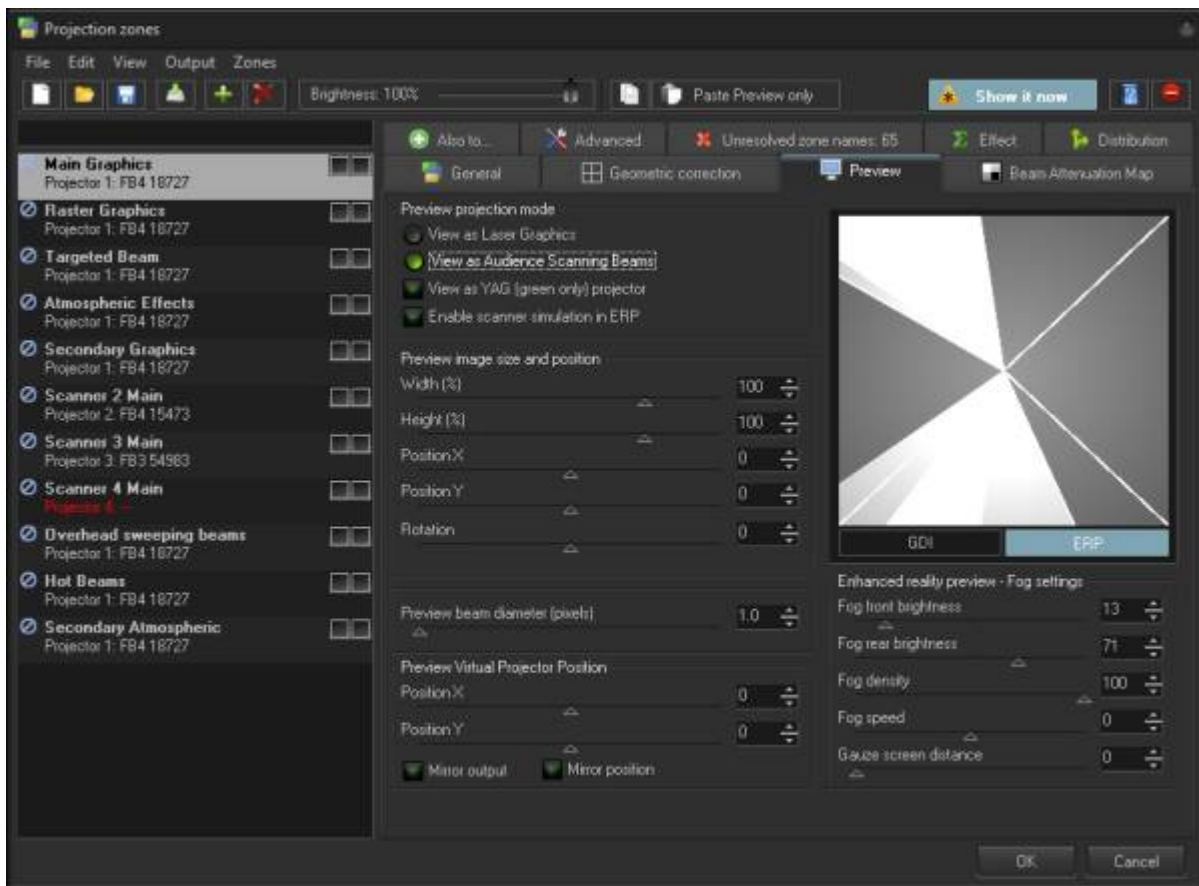 Projection zones
File Edit View Output Zones
Brightness: 100% Paste Preview only Show it now
Also to... Advanced Unresolved zone names: 65 Effect Distribution
General Geometric correction Preview Beam Attenuation Map
Main Graphics
Projector 1: FB4 18727
Raster Graphics
Projector 1: FB4 18727
Targeted Beam
Projector 1: FB4 18727
Atmospheric Effects
Projector 1: FB4 18727
Secondary Graphics
Projector 1: FB4 18727
Scanner 2 Main
Projector 2: FB4 15473
Scanner 3 Main
Projector 3: FB3 54983
Scanner 4 Main
Projector 4: --
Overhead sweeping beams
Projector 1: FB4 18727
Hot Beams
Projector 1: FB4 18727
Secondary Atmospheric
Projector 1: FB4 18727
Preview projection mode
View as Laser Graphics
View as Audience Scanning Beams
View as YAG (green only) projector
Enable scanner simulation in ERP
Preview image size and position
Width (%) 100
Height (%) 100
Position X 0
Position Y 0
Rotation 0
Preview beam diameter (pixels) 1.0
Preview Virtual Projector Position
Position X 0
Position Y 0
Mirror output Mirror position
GDI ERP
Enhanced reality preview - Fog settings
Fog front brightness 13
Fog rear brightness 71
Fog density 100
Fog speed 0
Gauze screen distance 0
OK Cancel